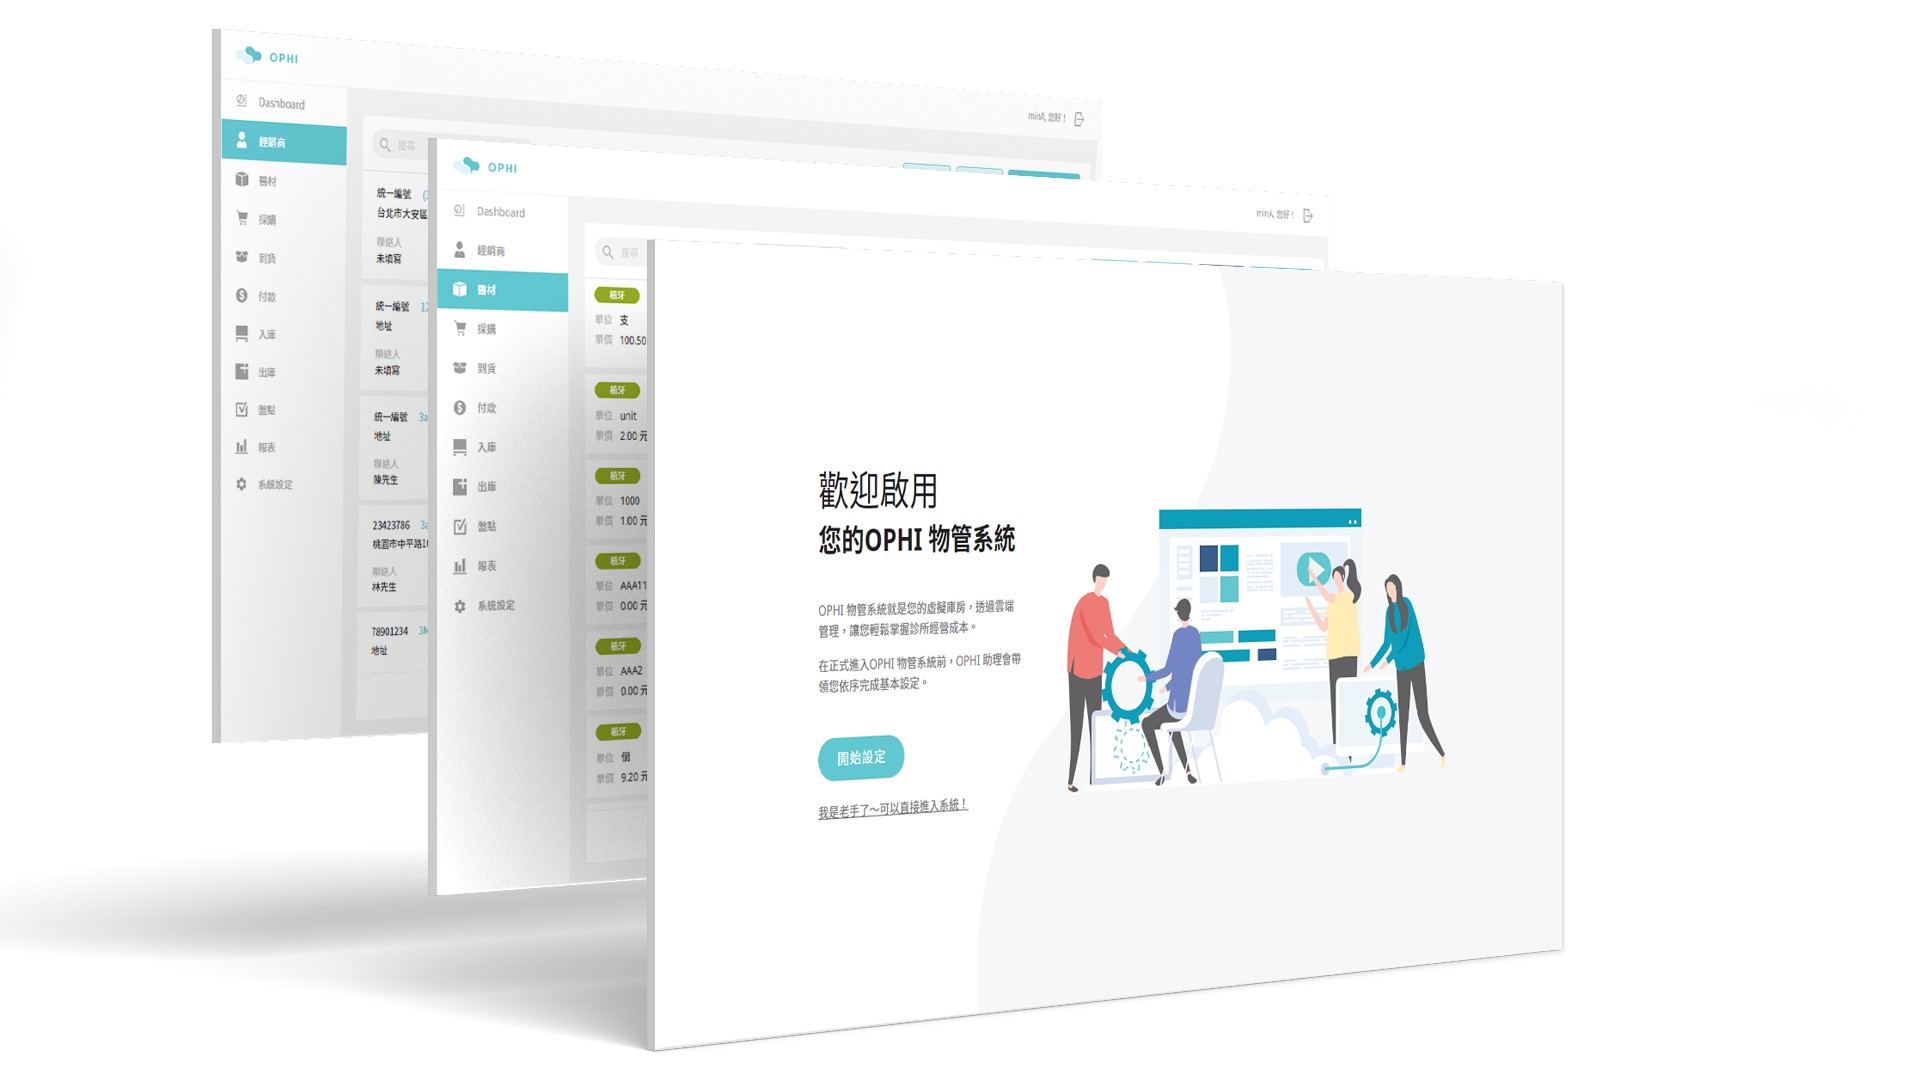 OPHI
minA, 您好！
Dashboard
經銷商
醫材
採購
到貨
付款
入庫
出庫
盤點
報表
系統設定
搜尋
統一編號
台北市大安區
聯絡人
未填寫
統一編號 12
地址
聯絡人
未填寫
統一編號 3a
地址
聯絡人
陳先生
23423786 3a
桃園市中平路10
聯絡人
林先生
78901234 3M
地址
OPHI
minA, 您好！
Dashboard
經銷商
醫材
採購
到貨
付款
入庫
出庫
盤點
報表
系統設定
搜尋
植牙
單位 支
單價 100.50
植牙
單位 unit
單價 2.00 元
植牙
單位 1000
單價 1.00 元
植牙
單位 AAA11
單價 0.00 元
植牙
單位 AAA2
單價 0.00 元
植牙
單位 個
單價 9.20 元
歡迎啟用
您的OPHI 物管系統
OPHI 物管系統就是您的虛擬庫房，透過雲端
管理，讓您輕鬆掌握診所經營成本。
在正式進入OPHI 物管系統前，OPHI 助理會帶
領您依序完成基本設定。
開始設定
我是老手了～可以直接進入系統！